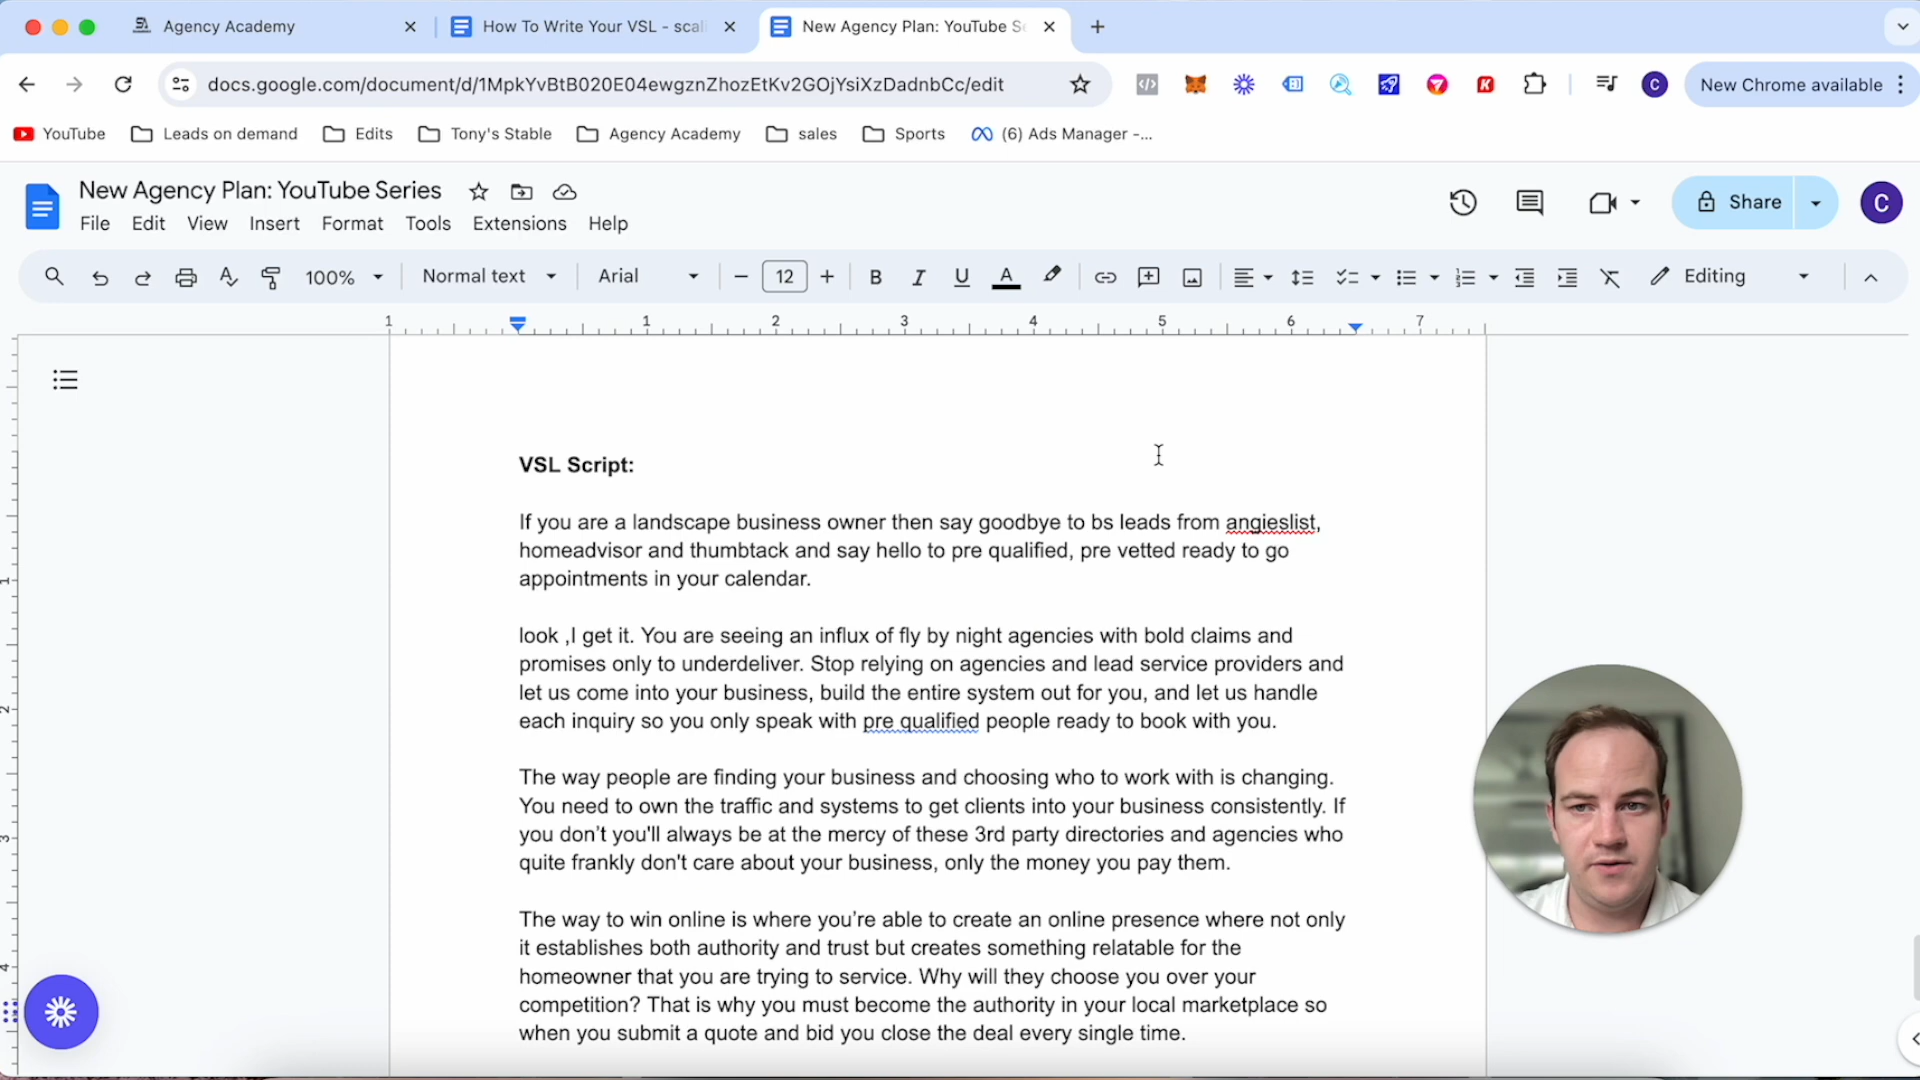 Agency Academy
How To Write Your VSL - scal
New Agency Plan: YouTube Se
docs.google.com/document/d/1MpkYvBtB020E04ewgznZhozEtKv2GOjYsiXzDadnbCc/edit
New Chrome available
YouTube
Leads on demand
Edits
Tony's Stable
Agency Academy
sales
Sports
(6) Ads Manager -...
New Agency Plan: YouTube Series
File Edit View Insert Format Tools Extensions Help
Share
C
100%
Normal text
Arial
12
Editing
1 1 2 3 4 5 6 7
VSL Script:
If you are a landscape business owner then say goodbye to bs leads from angieslist,
homeadvisor and thumbtack and say hello to pre qualified, pre vetted ready to go
appointments in your calendar.
look ,I get it. You are seeing an influx of fly by night agencies with bold claims and
promises only to underdeliver. Stop relying on agencies and lead service providers and
let us come into your business, build the entire system out for you, and let us handle
each inquiry so you only speak with pre qualified people ready to book with you.
The way people are finding your business and choosing who to work with is changing.
You need to own the traffic and systems to get clients into your business consistently. If
you don’t you'll always be at the mercy of these 3rd party directories and agencies who
quite frankly don't care about your business, only the money you pay them.
The way to win online is where you’re able to create an online presence where not only
it establishes both authority and trust but creates something relatable for the
homeowner that you are trying to service. Why will they choose you over your
competition? That is why you must become the authority in your local marketplace so
when you submit a quote and bid you close the deal every single time.